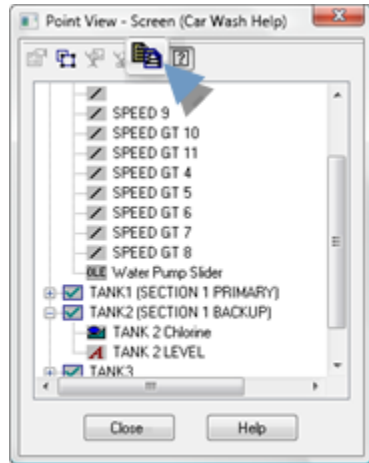 Point View - Screen (Car Wash Help)
SPEED 9
SPEED GT 10
SPEED GT 11
SPEED GT 4
SPEED GT 5
SPEED GT 6
SPEED GT 7
SPEED GT 8
OLE Water Pump Slider
TANK1 (SECTION 1 PRIMARY)
TANK2 (SECTION 1 BACKUP)
TANK 2 Chlorine
A TANK 2 LEVEL
TANK3
Close Help